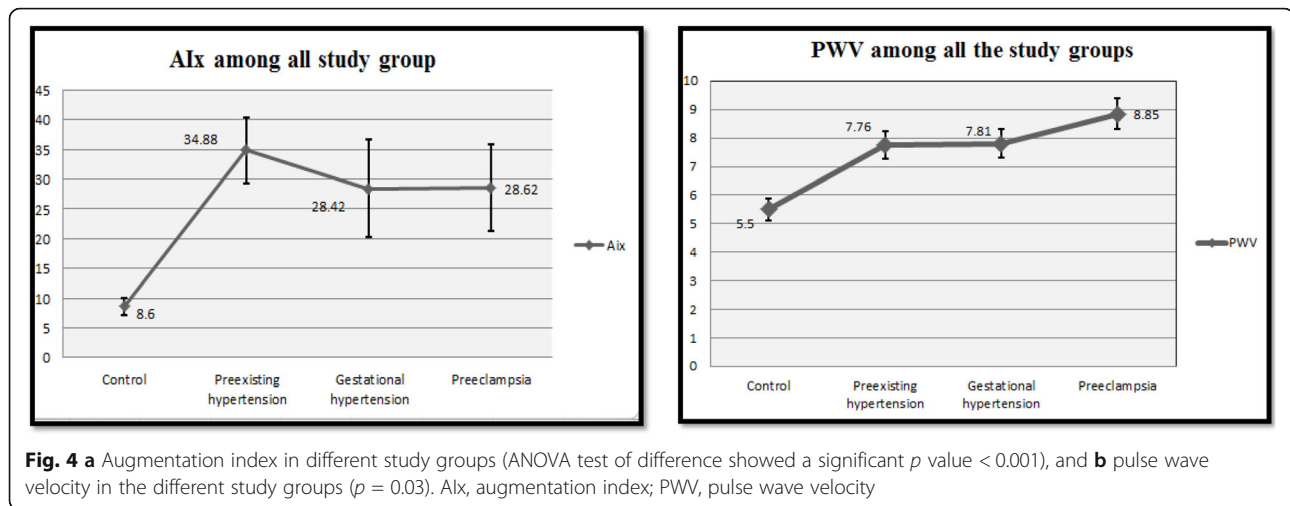 AIx among all study group
45
40
35
30
25
20
15
10
5
0
34.88
28.42
28.62
8.6
Aix
Control
Preexisting
hypertension
Gestational
hypertension
Preeclampsia
PWV among all the study groups
10
9
8
7
6
5
4
3
2
1
0
7.76
7.81
8.85
5.5
PWV
Control
Preexisting
hypertension
Gestational
hypertension
Preeclampsia
Fig. 4 a Augmentation index in different study groups (ANOVA test of difference showed a significant p value < 0.001), and b pulse wave
velocity in the different study groups (p = 0.03). AIx, augmentation index; PWV, pulse wave velocity